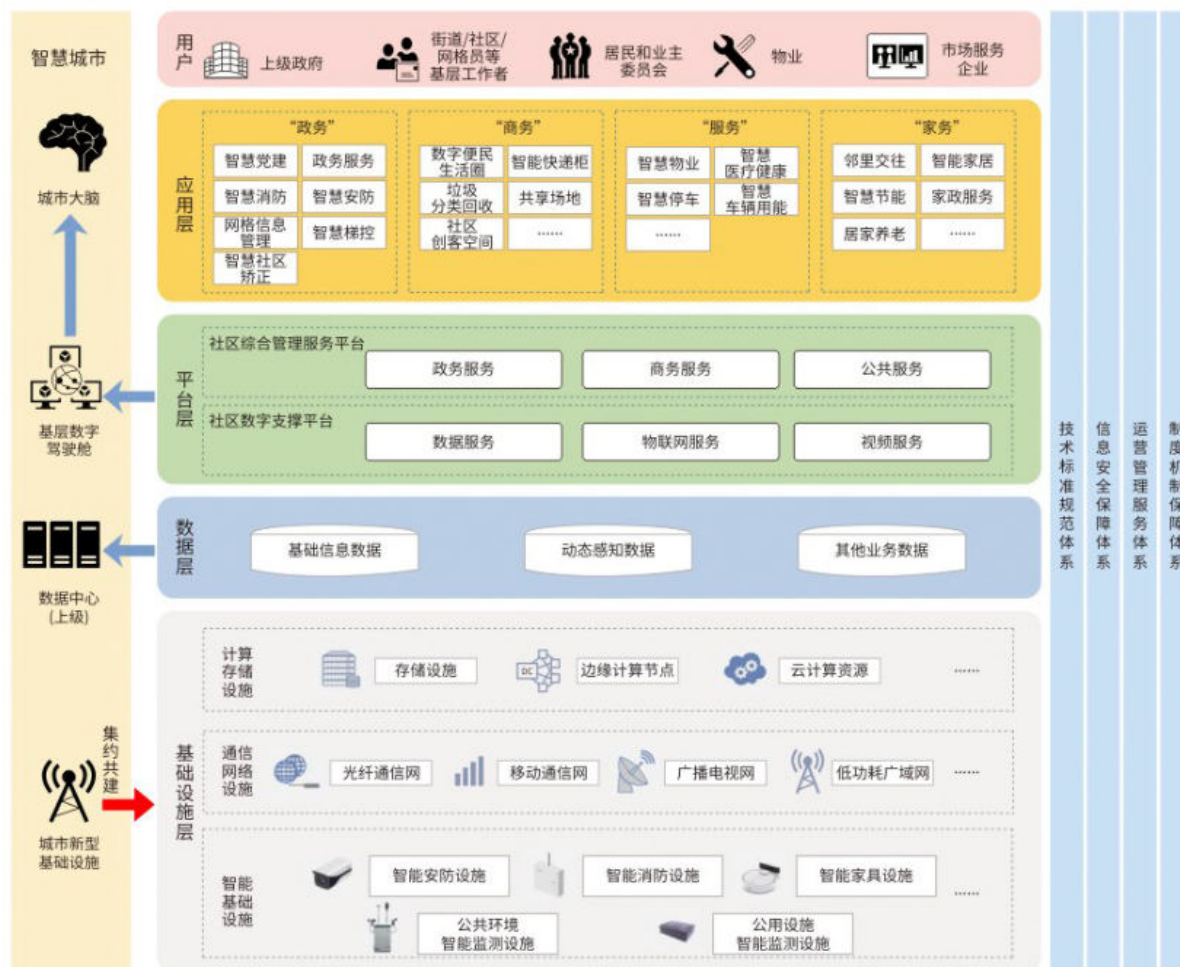 智慧城市
城市大脑
基层数字
驾驶舱
数据中心
(上级)
集约共建
城市新型
基础设施
用户
上级政府
街道/社区/
网格员等
基层工作者
居民和业主
委员会
物业
市场服务
企业
应用层
“政务”
智慧党建
政务服务
智慧消防
智慧安防
网格信息
管理
智慧梯控
智慧社区
矫正
“商务”
数字便民
生活圈
智能快递柜
垃圾
分类回收
共享场地
社区
创客空间
……
“服务”
智慧物业
智慧
医疗健康
智慧停车
智慧
车辆用能
……
“家务”
邻里交往
智能家居
智慧节能
家政服务
居家养老
……
平台层
社区综合管理服务平台
政务服务
商务服务
公共服务
社区数字支撑平台
数据服务
物联网服务
视频服务
数据层
基础信息数据
动态感知数据
其他业务数据
基础设施层
计算
存储
设施
存储设施
DC
边缘计算节点
云计算资源
……
通信
网络
设施
光纤通信网
移动通信网
广播电视网
低功耗广域网
……
智能
基础
设施
智能安防设施
智能消防设施
智能家具设施
……
公共环境
智能监测设施
公用设施
智能监测设施
技术标准规范体系
信息安全保障体系
运营管理服务体系
制度机制保障体系